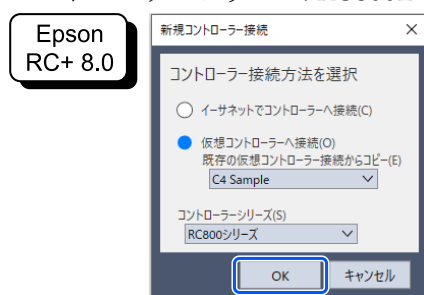 Epson
RC+ 8.0
新規コントローラー接続
コントローラー接続方法を選択
イーサネットでコントローラーへ接続(C)
仮想コントローラーへ接続(O)
既存の仮想コントローラー接続からコピー(E)
C4 Sample
コントローラーシリーズ(S)
RC800シリーズ
OK
キャンセル